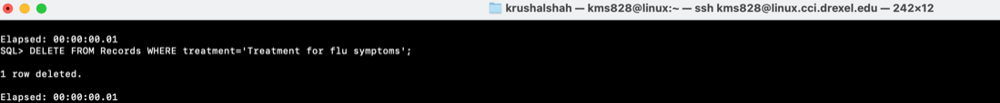 krushalshah — kms828@linux:~ — ssh kms828@linux.cci.drexel.edu — 242×12
Elapsed: 00:00:00.01
SQL> DELETE FROM Records WHERE treatment='Treatment for flu symptoms';
1 row deleted.
Elapsed: 00:00:00.01